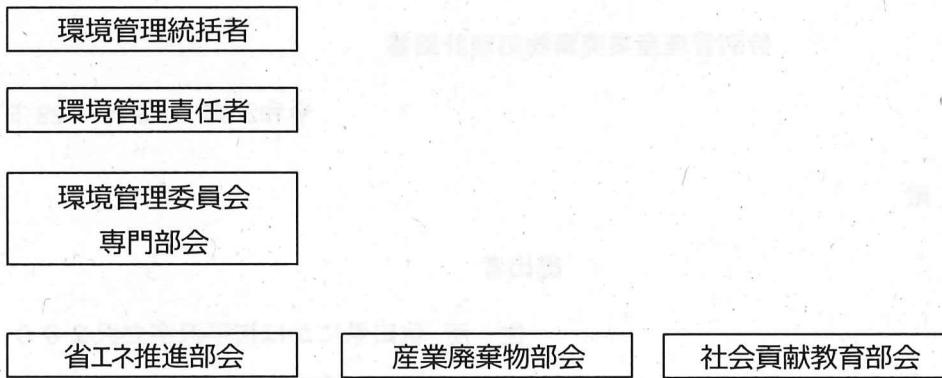 環境管理統括者
環境管理責任者
環境管理委員会
専門部会
省エネ推進部会
産業廃棄物部会
社会貢献教育部会